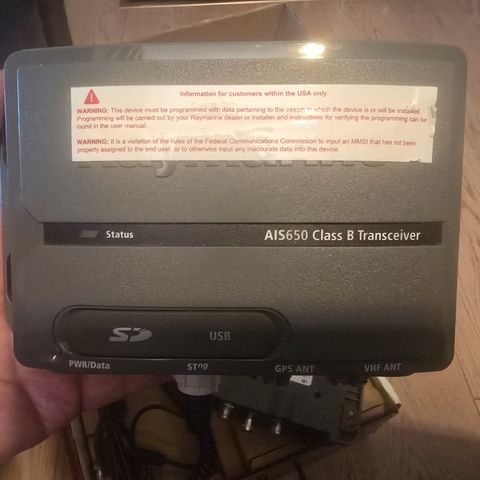 Information for customers within the USA only.
WARNING: This device must be programmed with data pertaining to the vessel in which the device is or will be installed.
Programming will be carried out by your Raymarine dealer or installer and instructions for verifying the programming can be
found in the user manual.
WARNING: It is a violation of the rules of the Federal Communications Commission to input an MMSI that has not been
properly assigned to the end user, or to otherwise input any inaccurate data into this device.
Raymarine
Status
AIS650 Class B Transceiver
SD
USB
PWR/Data
STng
GPS ANT
VHF ANT